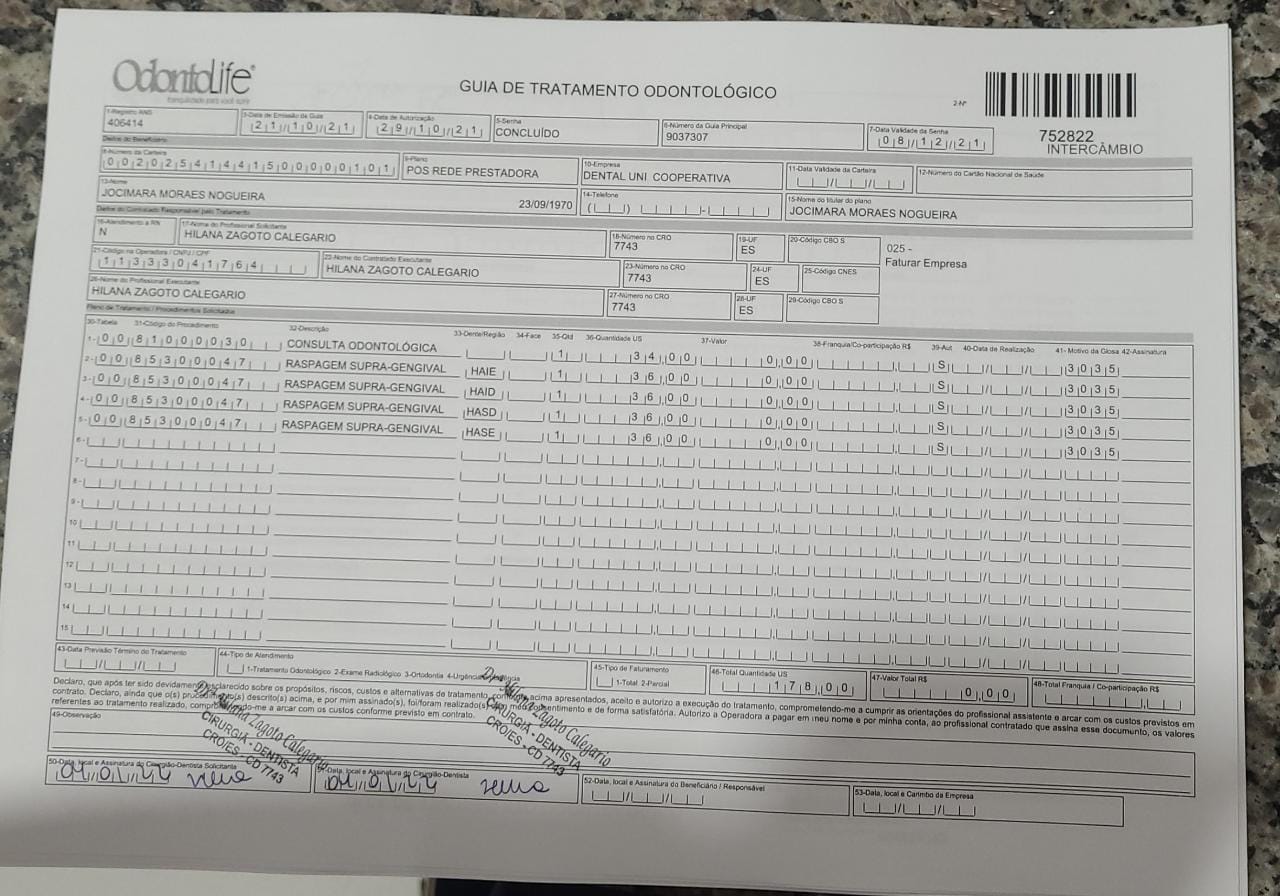 OdontoLife®
tranquilidade para você sorrir
GUIA DE TRATAMENTO ODONTOLÓGICO
2-Nº
752822
INTERCÂMBIO
1-Registro ANS
406414
3-Data de Emissão da Guia
21/10/21
4-Data de Autorização
29/10/21
5-Senha
CONCLUÍDO
6-Número da Guia Principal
9037307
7-Data Validade da Senha
08/12/21
Dados do Beneficiário
8-Número da Carteira
00202541441500000101
9-Plano
POS REDE PRESTADORA
10-Empresa
DENTAL UNI COOPERATIVA
11-Data Validade da Carteira
12-Número do Cartão Nacional de Saúde
13-Nome
JOCIMARA MORAES NOGUEIRA 23/09/1970
14-Telefone
15-Nome do titular do plano
JOCIMARA MORAES NOGUEIRA
Dados do Contratado Responsável pelo Tratamento
16-Atendimento a RN
N
17-Nome do Profissional Solicitante
HILANA ZAGOTO CALEGARIO
18-Número no CRO
7743
19-UF
ES
20-Código CBO S
025 -
Faturar Empresa
21-Código na Operadora / CNPJ / CPF
11333041764
22-Nome do Contratado Executante
HILANA ZAGOTO CALEGARIO
23-Número no CRO
7743
24-UF
ES
25-Código CNES
26-Nome do Profissional Executante
HILANA ZAGOTO CALEGARIO
27-Número no CRO
7743
28-UF
ES
29-Código CBO S
Plano de Tratamento / Procedimentos Solicitados
30-Tabela 31-Código do Procedimento 32-Descrição 33-Dente/Região 34-Face 35-Qtd 36-Quantidade US 37-Valor 38-Franquia/Co-participação R$ 39-Aut 40-Data de Realização 41- Motivo da Glosa 42-Assinatura
1- 00 81000030 CONSULTA ODONTOLÓGICA 1 34,00 0,00 S 3035
2- 00 85300047 RASPAGEM SUPRA-GENGIVAL HAIE 1 36,00 0,00 S 3035
3- 00 85300047 RASPAGEM SUPRA-GENGIVAL HAID 1 36,00 0,00 S 3035
4- 00 85300047 RASPAGEM SUPRA-GENGIVAL HASD 1 36,00 0,00 S 3035
5- 00 85300047 RASPAGEM SUPRA-GENGIVAL HASE 1 36,00 0,00 S 3035
6-
7-
8-
9-
10
11
12
13
14
15
43-Data Previsão Término do Tratamento
44-Tipo de Atendimento
1-Tratamento Odontológico 2-Exame Radiológico 3-Ortodontia 4-Urgência/Emergência
45-Tipo de Faturamento
1-Total 2-Parcial
46-Total Quantidade US
178,00
47-Valor Total R$
0,00
48-Total Franquia / Co-participação R$
Declaro, que após ter sido devidamente esclarecido sobre os propósitos, riscos, custos e alternativas de tratamento, conforme acima apresentados, aceito e autorizo a execução do tratamento, comprometendo-me a cumprir as orientações do profissional assistente e arcar com os custos previstos em
contrato. Declaro, ainda que o(s) procedimento(s) descrito(s) acima, e por mim assinado(s), foi/foram realizado(s) com meu consentimento e de forma satisfatória. Autorizo a Operadora a pagar em meu nome e por minha conta, ao profissional contratado que assina esse documento, os valores
referentes ao tratamento realizado, comprometendo-me a arcar com os custos conforme previsto em contrato.
49-Observação
Dra. Hilana Zagoto Calegario
CIRURGIÃ - DENTISTA
CRO/ES - CD 7743
Dra. Hilana Zagoto Calegario
CIRURGIÃ - DENTISTA
CRO/ES - CD 7743
50-Data, local e Assinatura do Cirurgião-Dentista Solicitante
51-Data, local e Assinatura do Cirurgião-Dentista
52-Data, local e Assinatura do Beneficiário / Responsável
53-Data, local e Carimbo da Empresa